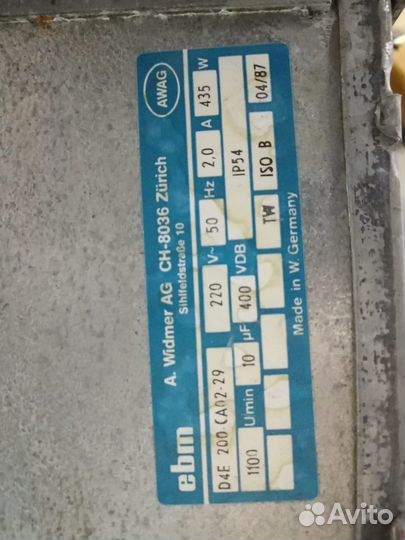 ebm A. Widmer AG CH-8036 Zürich AWAG
Sihlfeldstraße 10
D4E 200-CA02-29 220 V~ 50 Hz 2,0 A 435 W
1100 U/min 10 µF 400 VDB IP54
TW ISO B 04/87
Made in W. Germany
Avito